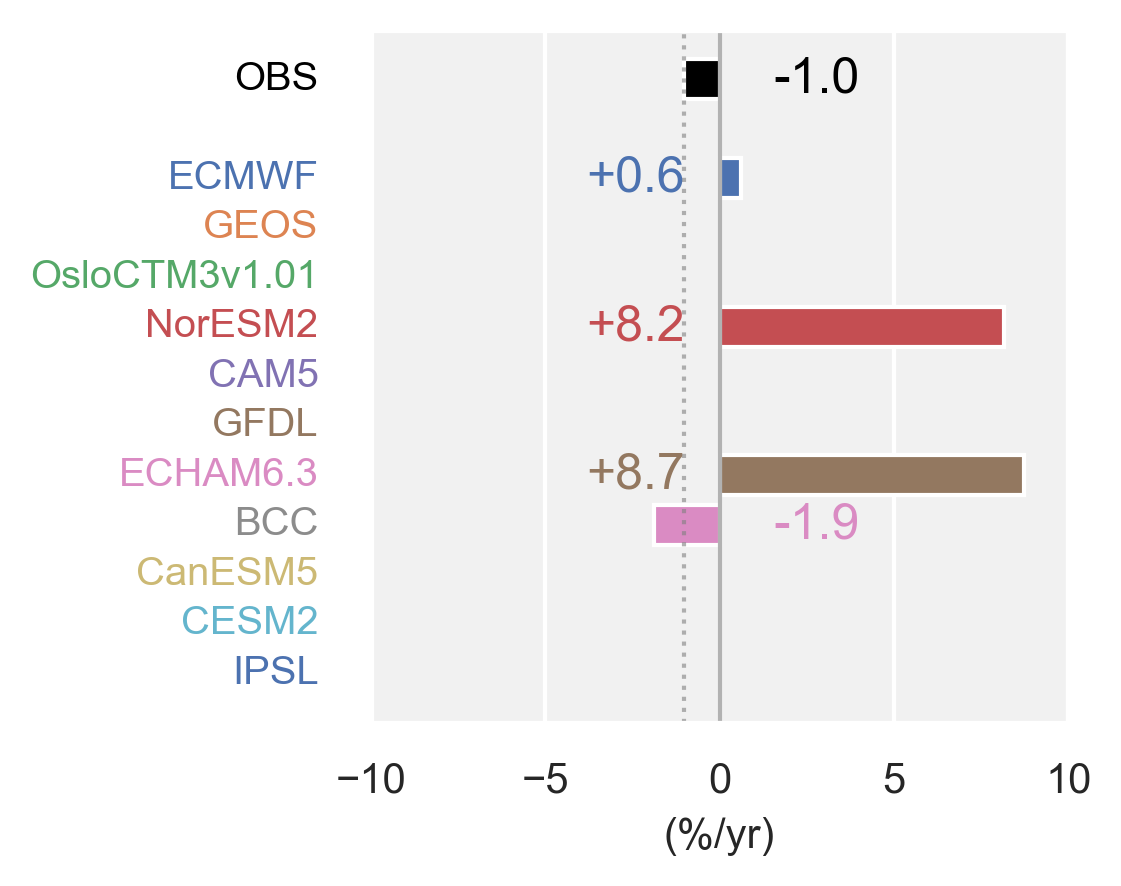 OBS -1.0
ECMWF +0.6
GEOS
OsloCTM3v1.01
NorESM2 +8.2
CAM5
GFDL
ECHAM6.3 +8.7
BCC -1.9
CanESM5
CESM2
IPSL
−10 −5 0 5 10
(%/yr)